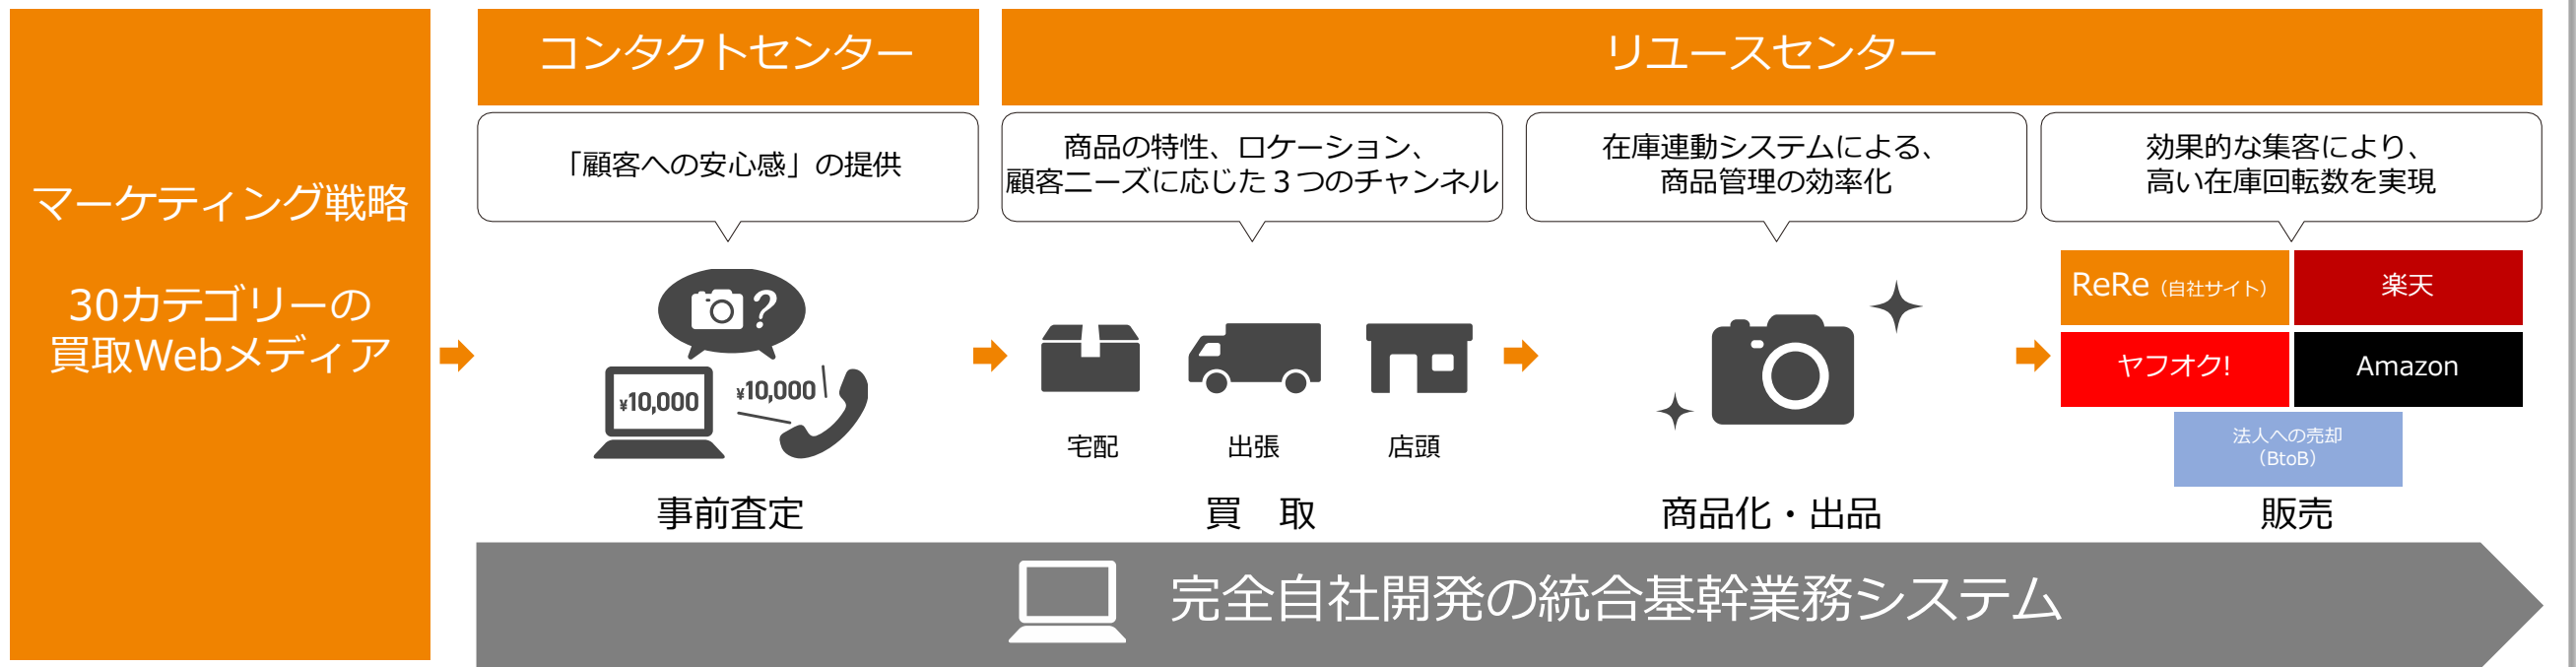 マーケティング戦略
30カテゴリーの
買取Webメディア
コンタクトセンター
「顧客への安心感」の提供
?
¥10,000
¥10,000
事前査定
リユースセンター
商品の特性、ロケーション、
顧客ニーズに応じた３つのチャンネル
宅配
出張
店頭
買　取
在庫連動システムによる、
商品管理の効率化
商品化・出品
効果的な集客により、
高い在庫回転数を実現
ReRe（自社サイト）
楽天
ヤフオク!
Amazon
法人への売却
（BtoB）
販売
完全自社開発の統合基幹業務システム